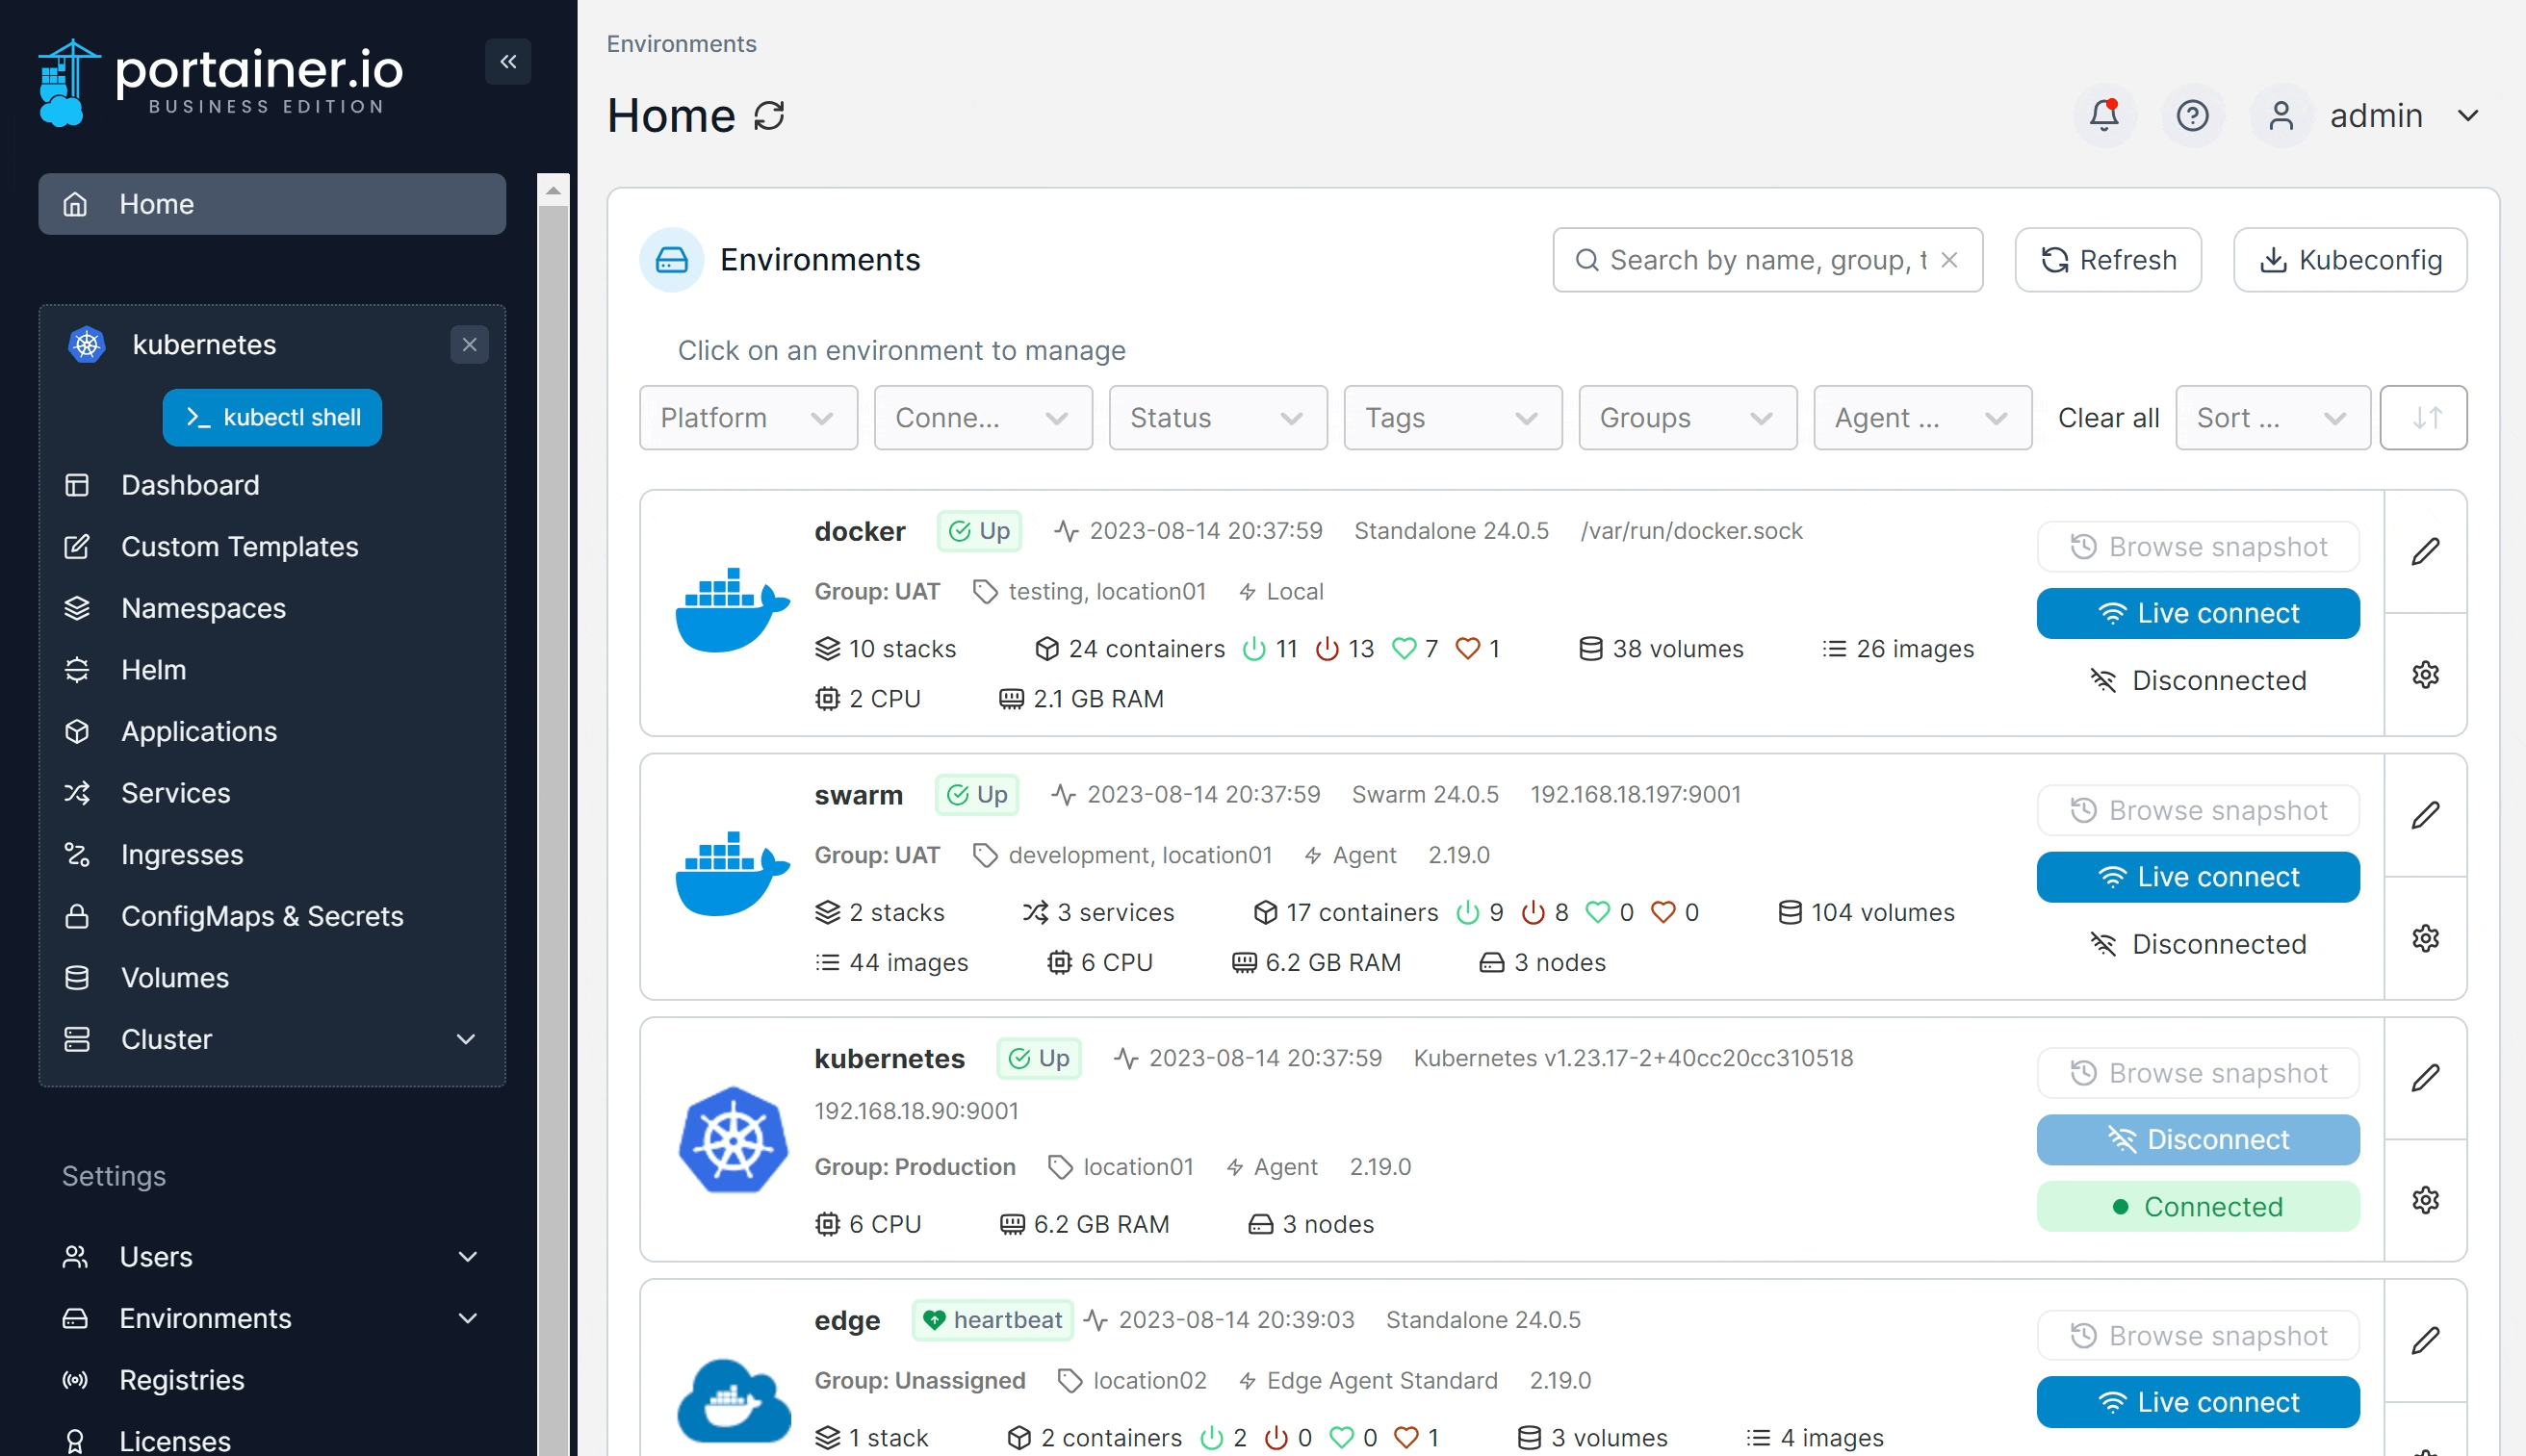 portainer.io
BUSINESS EDITION
Home
kubernetes
kubectl shell
Dashboard
Custom Templates
Namespaces
Helm
Applications
Services
Ingresses
ConfigMaps & Secrets
Volumes
Cluster
Settings
Users
Environments
Registries
Licenses
Environments
Home
admin
Environments
Search by name, group, t
Refresh
Kubeconfig
Click on an environment to manage
Platform Conne... Status Tags Groups Agent ... Clear all Sort ...
docker Up 2023-08-14 20:37:59 Standalone 24.0.5 /var/run/docker.sock
Group: UAT testing, location01 Local
10 stacks 24 containers 11 13 7 1 38 volumes 26 images
2 CPU 2.1 GB RAM
Browse snapshot
Live connect
Disconnected
swarm Up 2023-08-14 20:37:59 Swarm 24.0.5 192.168.18.197:9001
Group: UAT development, location01 Agent 2.19.0
2 stacks 3 services 17 containers 9 8 0 0 104 volumes
44 images 6 CPU 6.2 GB RAM 3 nodes
Browse snapshot
Live connect
Disconnected
kubernetes Up 2023-08-14 20:37:59 Kubernetes v1.23.17-2+40cc20cc310518
192.168.18.90:9001
Group: Production location01 Agent 2.19.0
6 CPU 6.2 GB RAM 3 nodes
Browse snapshot
Disconnect
Connected
edge heartbeat 2023-08-14 20:39:03 Standalone 24.0.5
Group: Unassigned location02 Edge Agent Standard 2.19.0
1 stack 2 containers 2 0 0 1 3 volumes 4 images
Browse snapshot
Live connect